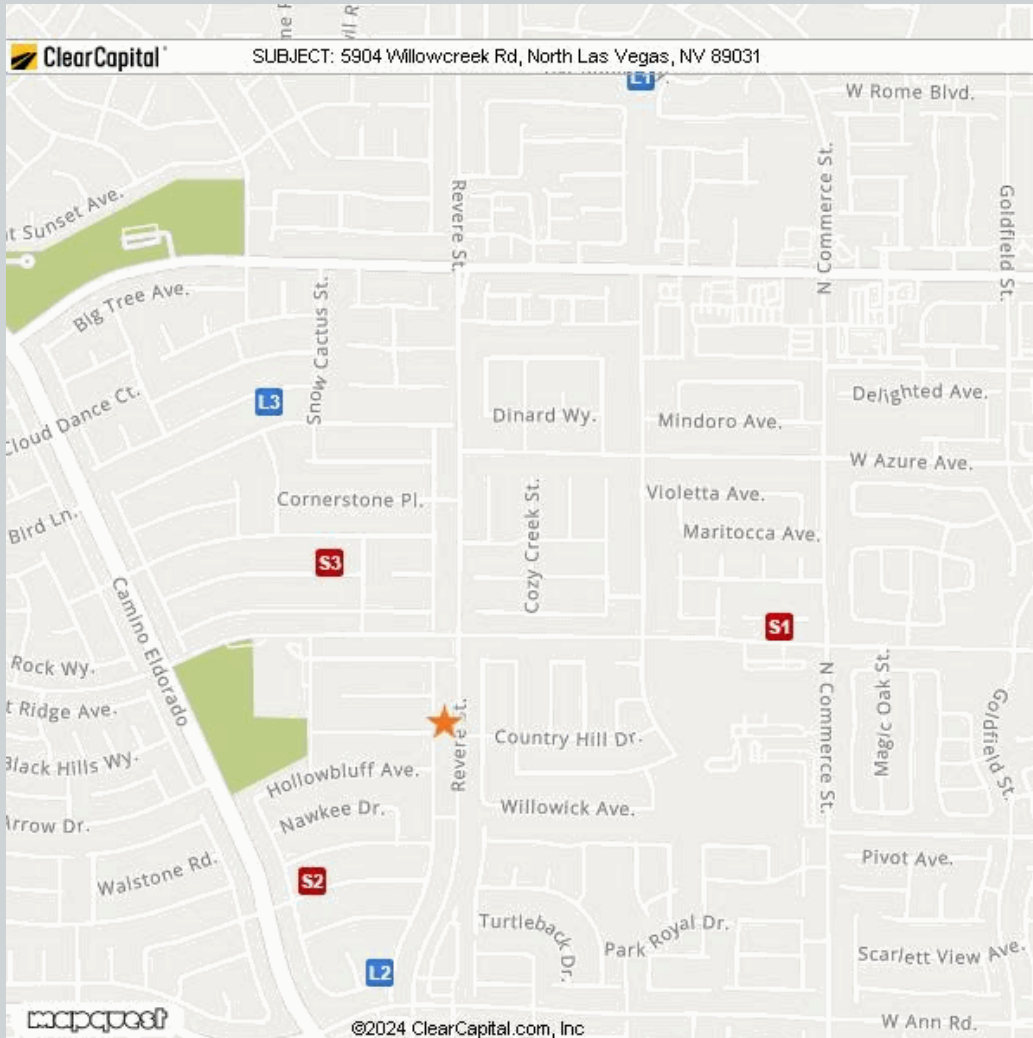 ClearCapital
SUBJECT: 5904 Willowcreek Rd, North Las Vegas, NV 89031
L1
W Rome Blvd.
Sunset Ave.
Revere St.
N Commerce St.
Goldfield St.
Big Tree Ave.
Snow Cactus St.
L3
Cloud Dance Ct.
Dinard Wy.
Mindoro Ave.
Delighted Ave.
W Azure Ave.
Cornerstone Pl.
Violetta Ave.
Bird Ln.
Cozy Creek St.
Maritocca Ave.
S3
Camino Eldorado
S1
Rock Wy.
Ridge Ave.
Black Hills Wy.
Revere St.
Country Hill Dr.
N Commerce St.
Magic Oak St.
Goldfield St.
Hollowbluff Ave.
Nawkee Dr.
Willowick Ave.
Arrow Dr.
Walstone Rd.
S2
Pivot Ave.
Turtleback Dr.
Park Royal Dr.
Scarlett View Ave.
L2
mapquest
©2024 ClearCapital.com, Inc
W Ann Rd.